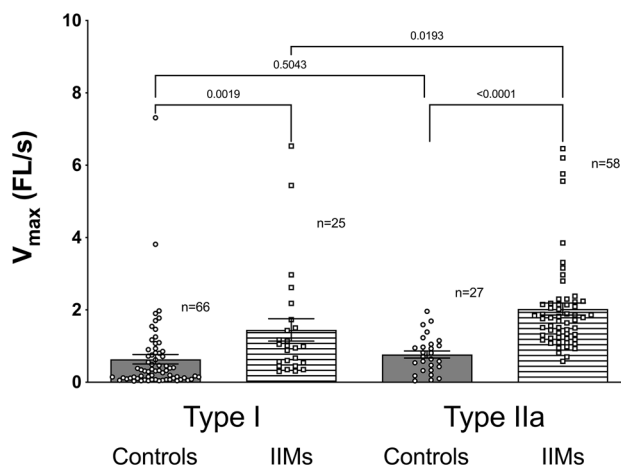 10
8
6
4
2
0
V_max (FL/s)
0.0193
0.5043
0.0019
<0.0001
n=58
n=25
n=27
n=66
Type I
Type IIa
Controls
IIMs
Controls
IIMs